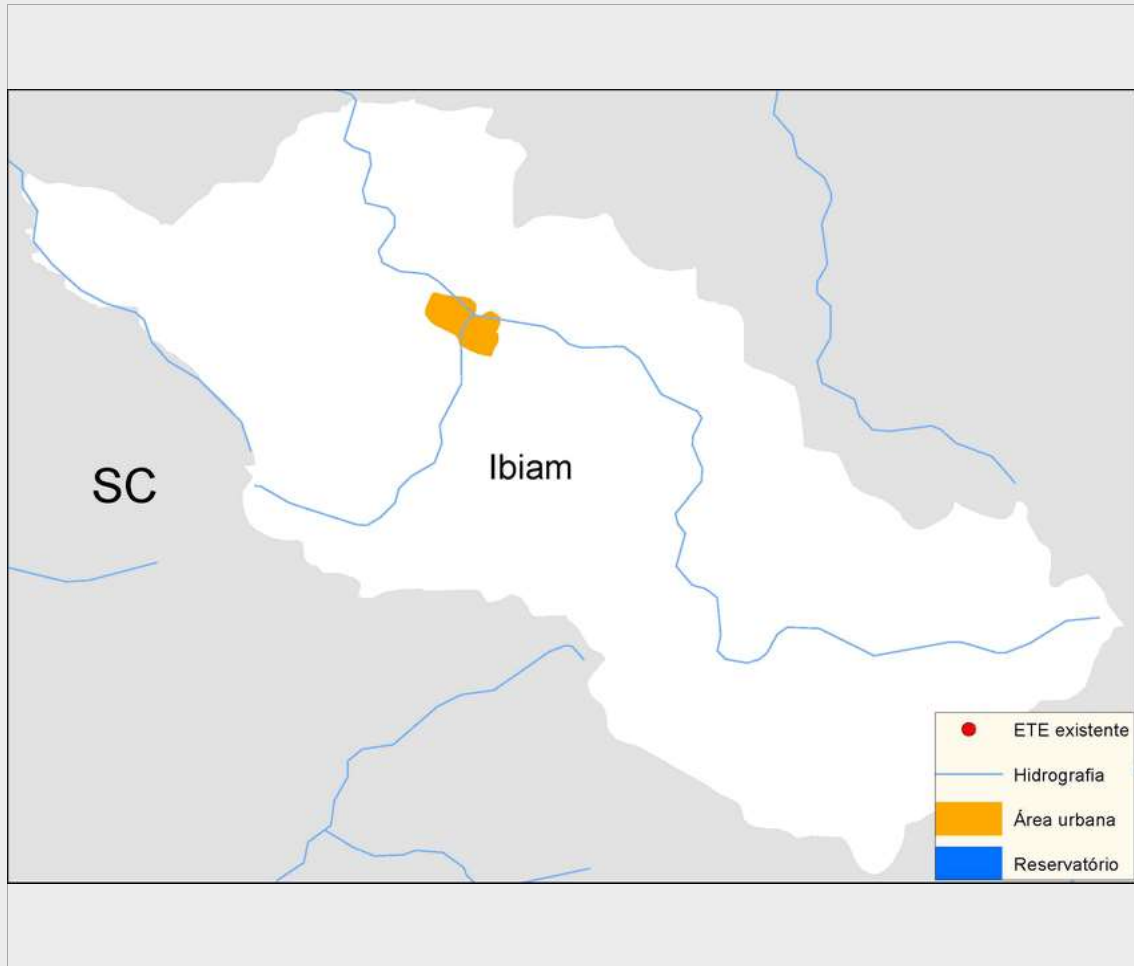 Ibiam
SC
ETE existente
Hidrografia
Área urbana
Reservatório